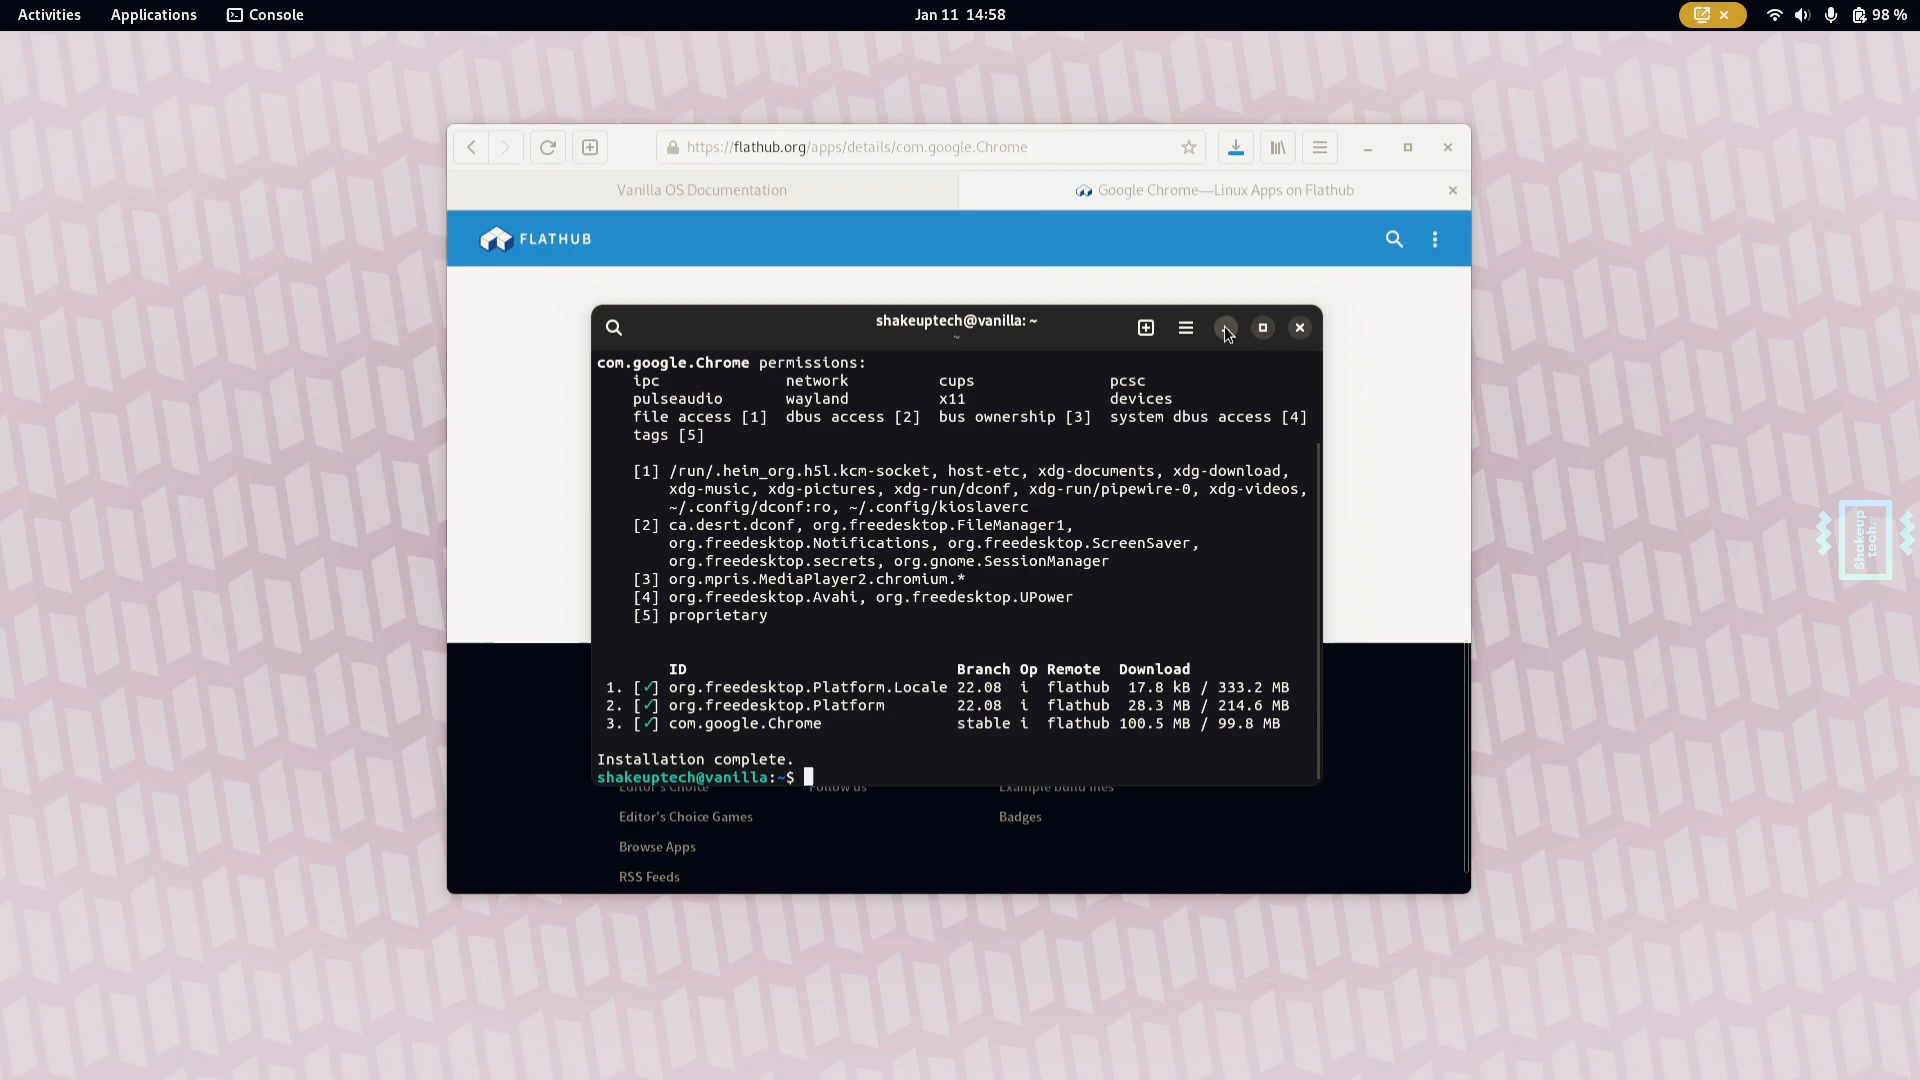 Activities Applications Console Jan 11 14:58 98 %
https://flathub.org/apps/details/com.google.Chrome
Vanilla OS Documentation Google Chrome—Linux Apps on Flathub
FLATHUB
shakeuptech@vanilla: ~
~
com.google.Chrome permissions:
ipc network cups pcsc
pulseaudio wayland x11 devices
file access [1] dbus access [2] bus ownership [3] system dbus access [4]
tags [5]
[1] /run/.heim_org.h5l.kcm-socket, host-etc, xdg-documents, xdg-download,
xdg-music, xdg-pictures, xdg-run/dconf, xdg-run/pipewire-0, xdg-videos,
~/.config/dconf:ro, ~/.config/kioslaverc
[2] ca.desrt.dconf, org.freedesktop.FileManager1,
org.freedesktop.Notifications, org.freedesktop.ScreenSaver,
org.freedesktop.secrets, org.gnome.SessionManager
[3] org.mpris.MediaPlayer2.chromium.*
[4] org.freedesktop.Avahi, org.freedesktop.UPower
[5] proprietary
ID Branch Op Remote Download
1. [✓] org.freedesktop.Platform.Locale 22.08 i flathub 17.8 kB / 333.2 MB
2. [✓] org.freedesktop.Platform 22.08 i flathub 28.3 MB / 214.6 MB
3. [✓] com.google.Chrome stable i flathub 100.5 MB / 99.8 MB
Installation complete.
shakeuptech@vanilla:~$
Editor's Choice Follow us Example build files
Editor's Choice Games Badges
Browse Apps
RSS Feeds
Shakeup
tech.